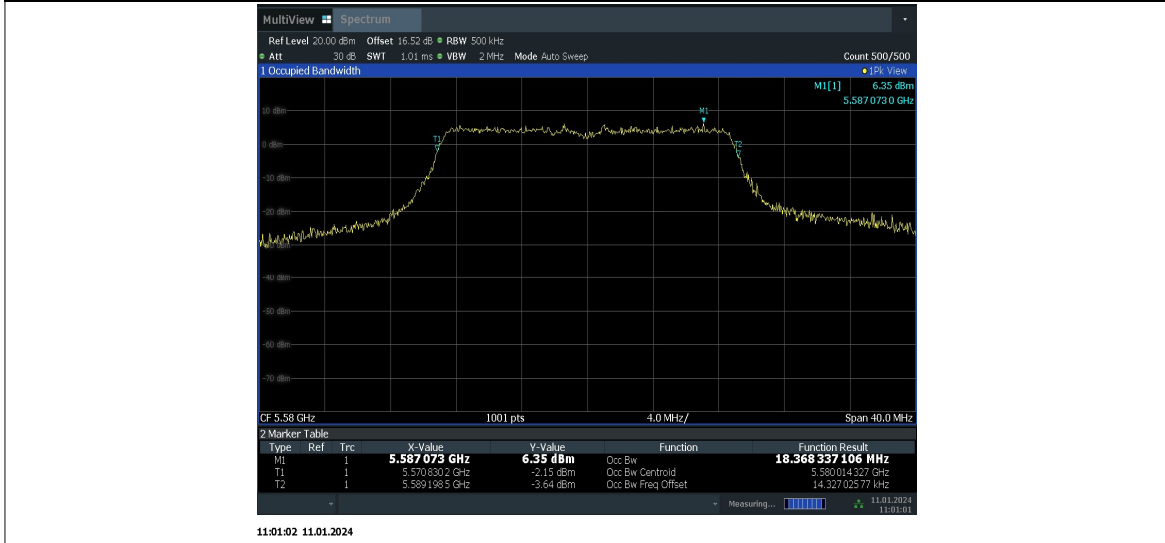 MultiView Spectrum
Ref Level 20.00 dBm Offset 16.52 dB RBW 500 kHz
Att 30 dB SWT 1.01 ms VBW 2 MHz Mode Auto Sweep Count 500/500
1 Occupied Bandwidth 1Pk View
M1[1] 6.35 dBm
5.587 073 0 GHz
10 dBm
M1
T1
0 dBm
T2
-10 dBm
-20 dBm
-30 dBm
-40 dBm
-50 dBm
-60 dBm
-70 dBm
CF 5.58 GHz 1001 pts 4.0 MHz/ Span 40.0 MHz
2 Marker Table
Type Ref Trc X-Value Y-Value Function Function Result
M1 1 5.587 073 GHz 6.35 dBm Occ Bw 18.368 337 106 MHz
T1 1 5.570 830 2 GHz -2.15 dBm Occ Bw Centroid 5.580 014 327 GHz
T2 1 5.589 198 5 GHz -3.64 dBm Occ Bw Freq Offset 14.327 025 77 kHz
Measuring... 11.01.2024
11:01:01
11:01:02 11.01.2024